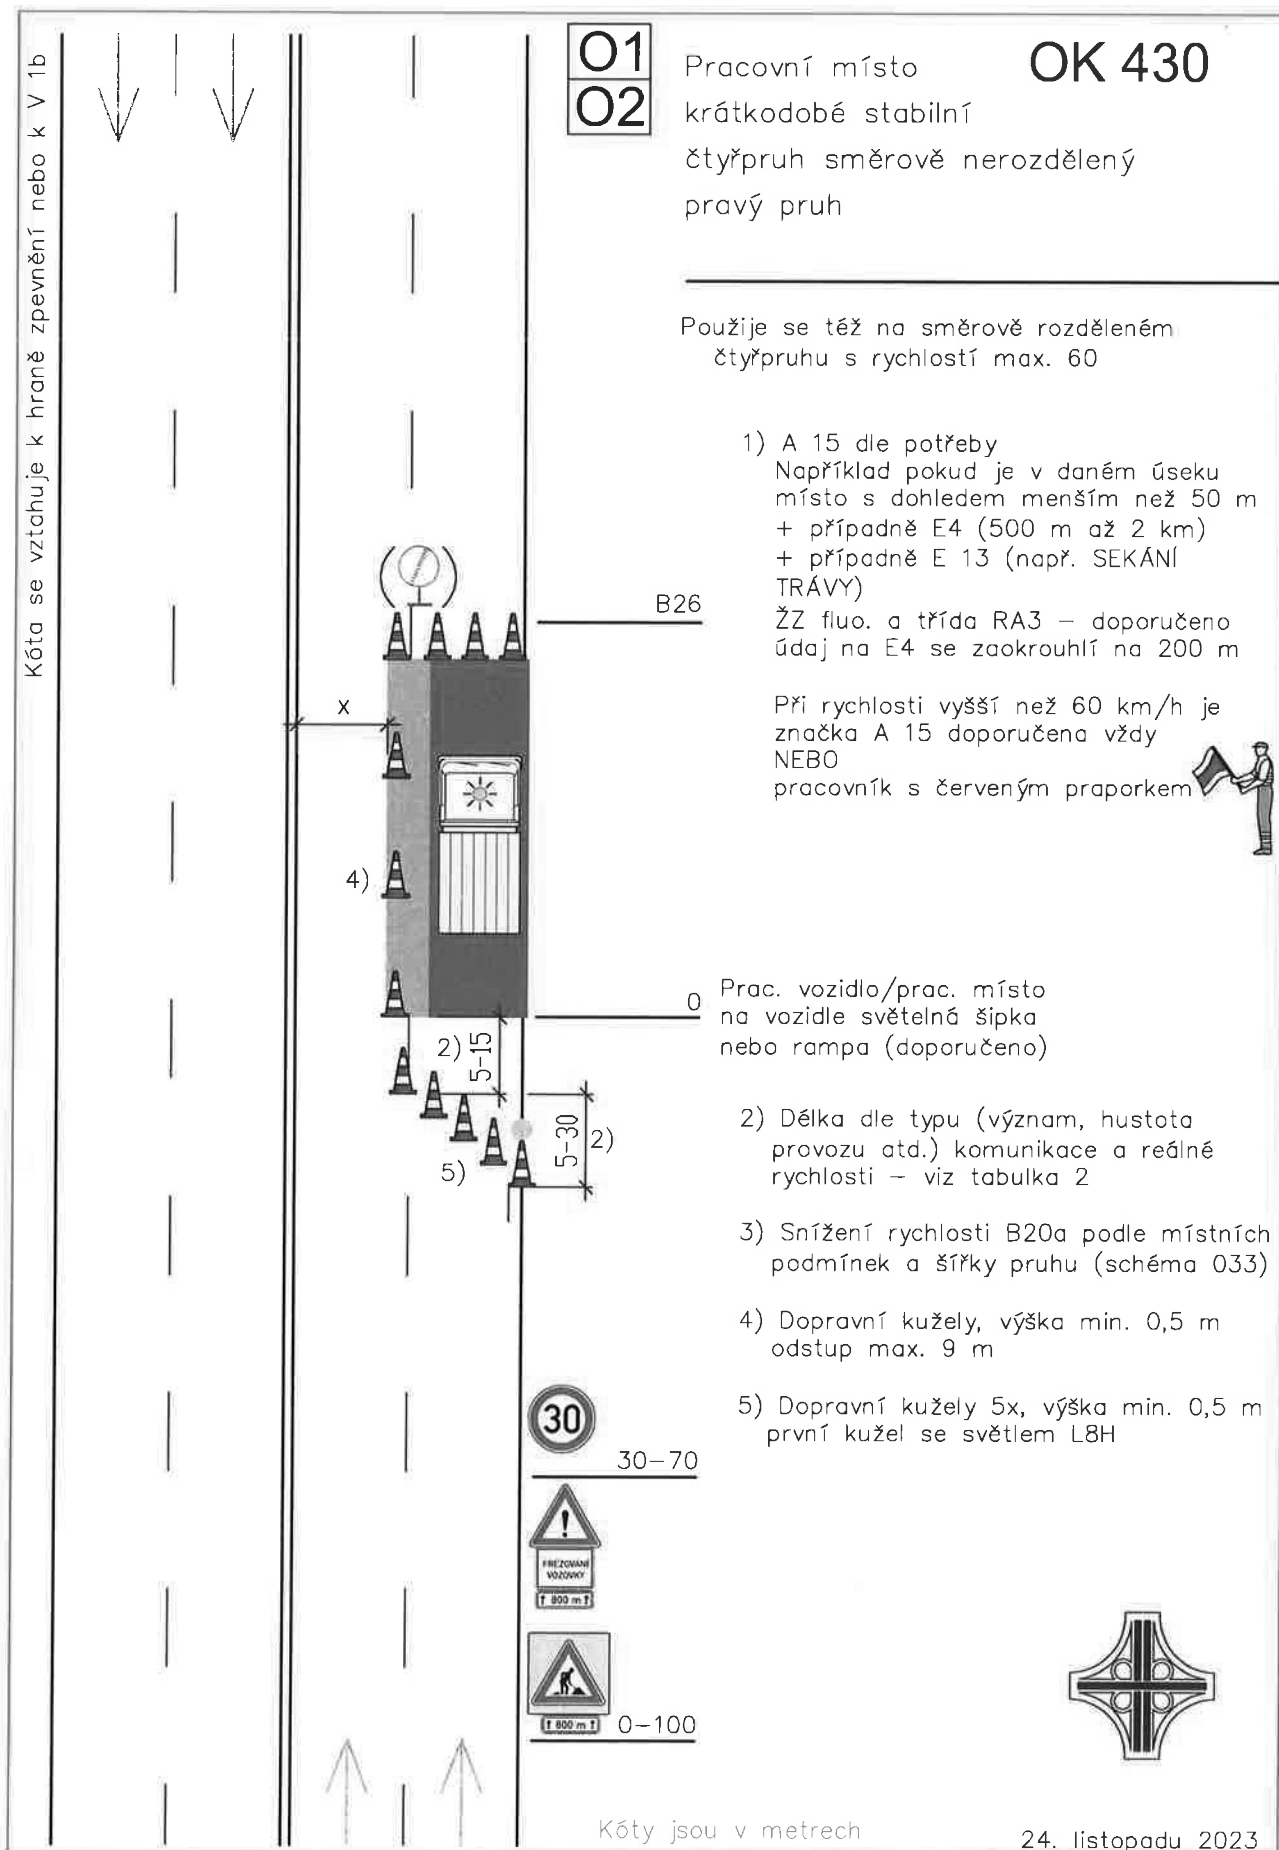 O1
O2
Pracovní místo
krátkodobé stabilní
čtyřpruh směrově nerozdělený
pravý pruh
OK 430
Kóta se vztahuje k hraně zpevnění nebo k V 1b
Použije se též na směrově rozděleném
čtyřpruhu s rychlostí max. 60
1) A 15 dle potřeby
Například pokud je v daném úseku
místo s dohledem menším než 50 m
+ případně E4 (500 m až 2 km)
+ případně E 13 (např. SEKÁNÍ
TRÁVY)
ŽZ fluo. a třída RA3 – doporučeno
údaj na E4 se zaokrouhlí na 200 m
B26
Při rychlosti vyšší než 60 km/h je
značka A 15 doporučena vždy
NEBO
pracovník s červeným praporkem
x
4)
0
Prac. vozidlo/prac. místo
na vozidle světelná šipka
nebo rampa (doporučeno)
2)
5-15
5-30
2)
5)
2) Délka dle typu (význam, hustota
provozu atd.) komunikace a reálné
rychlosti – viz tabulka 2
3) Snížení rychlosti B20a podle místních
podmínek a šířky pruhu (schéma 033)
4) Dopravní kužely, výška min. 0,5 m
odstup max. 9 m
5) Dopravní kužely 5x, výška min. 0,5 m
první kužel se světlem L8H
30
30-70
FRÉZOVÁNÍ
VOZOVKY
↑ 800 m ↑
↑ 800 m ↑
0-100
Kóty jsou v metrech
24. listopadu 2023